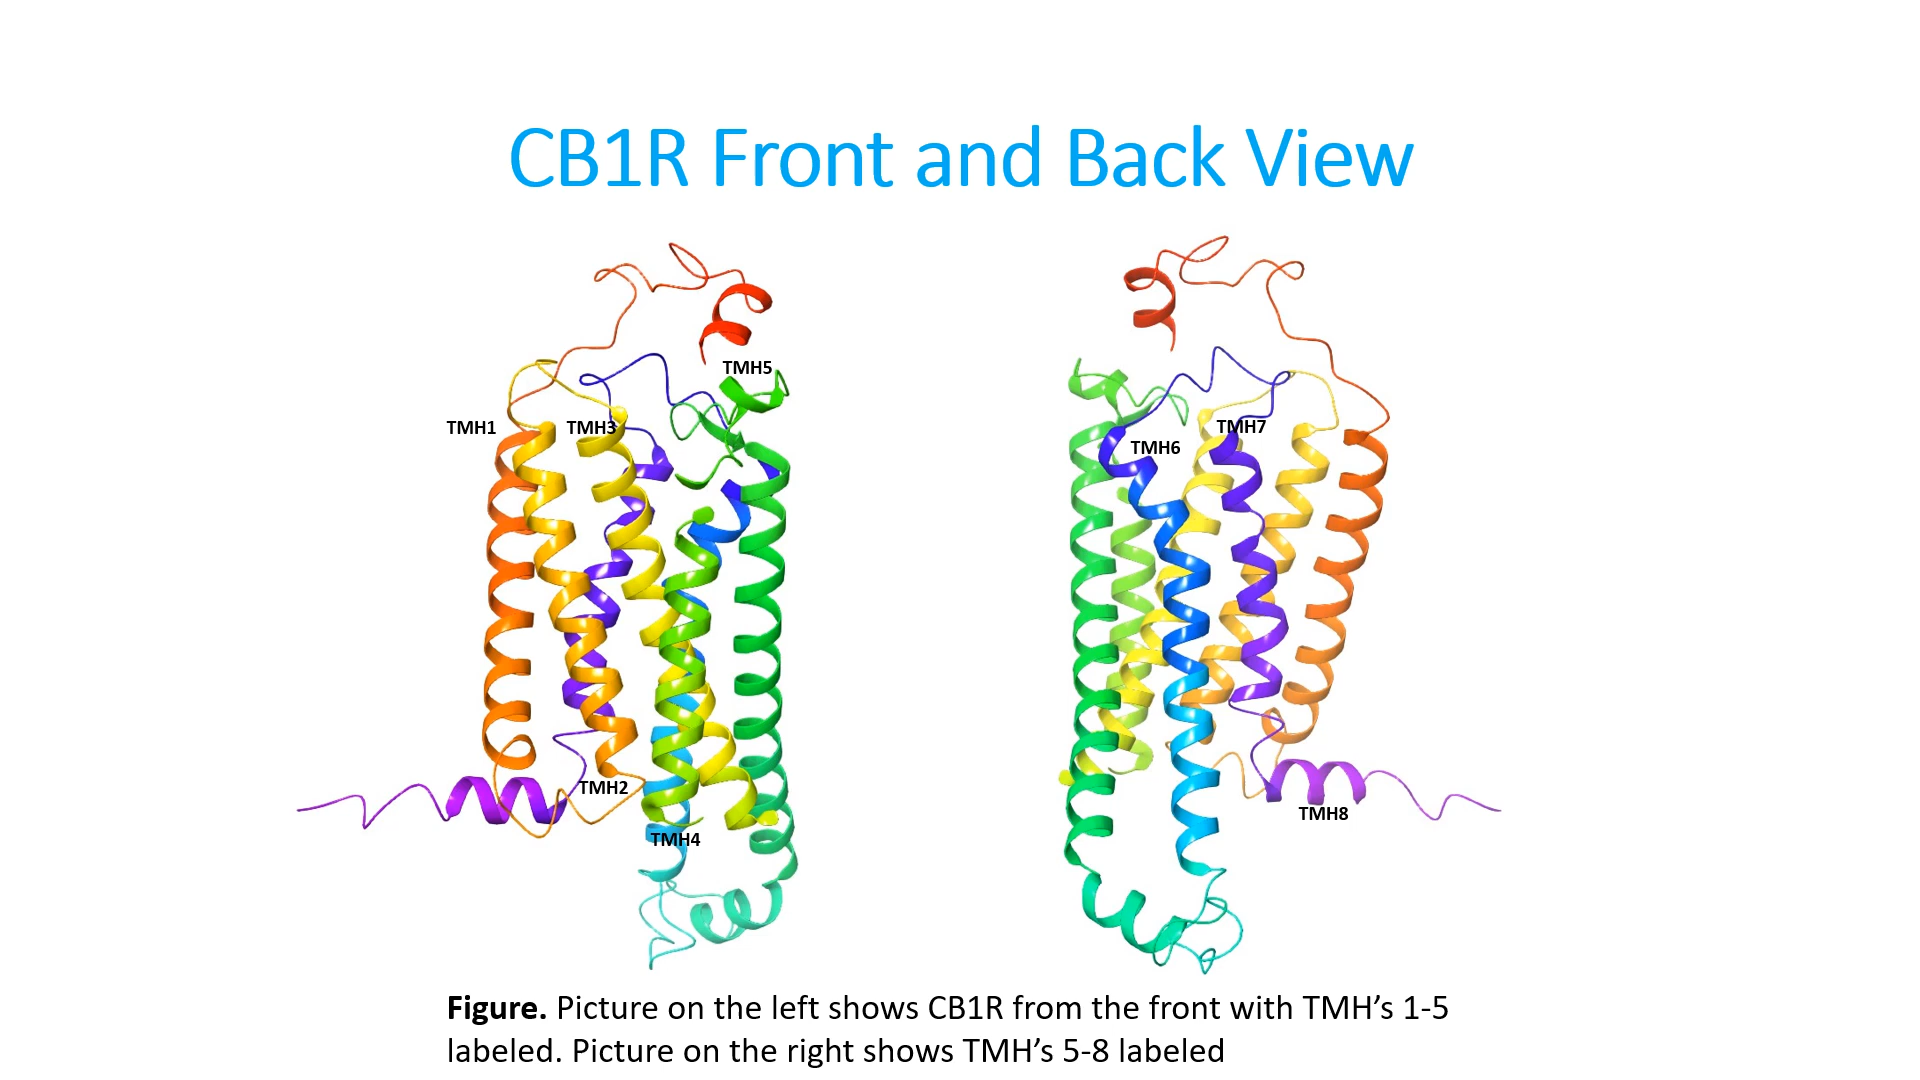 CB1R Front and Back View
TMH5
TMH1
TMH3
TMH2
TMH4
TMH7
TMH6
TMH8
Figure. Picture on the left shows CB1R from the front with TMH’s 1-5
labeled. Picture on the right shows TMH’s 5-8 labeled